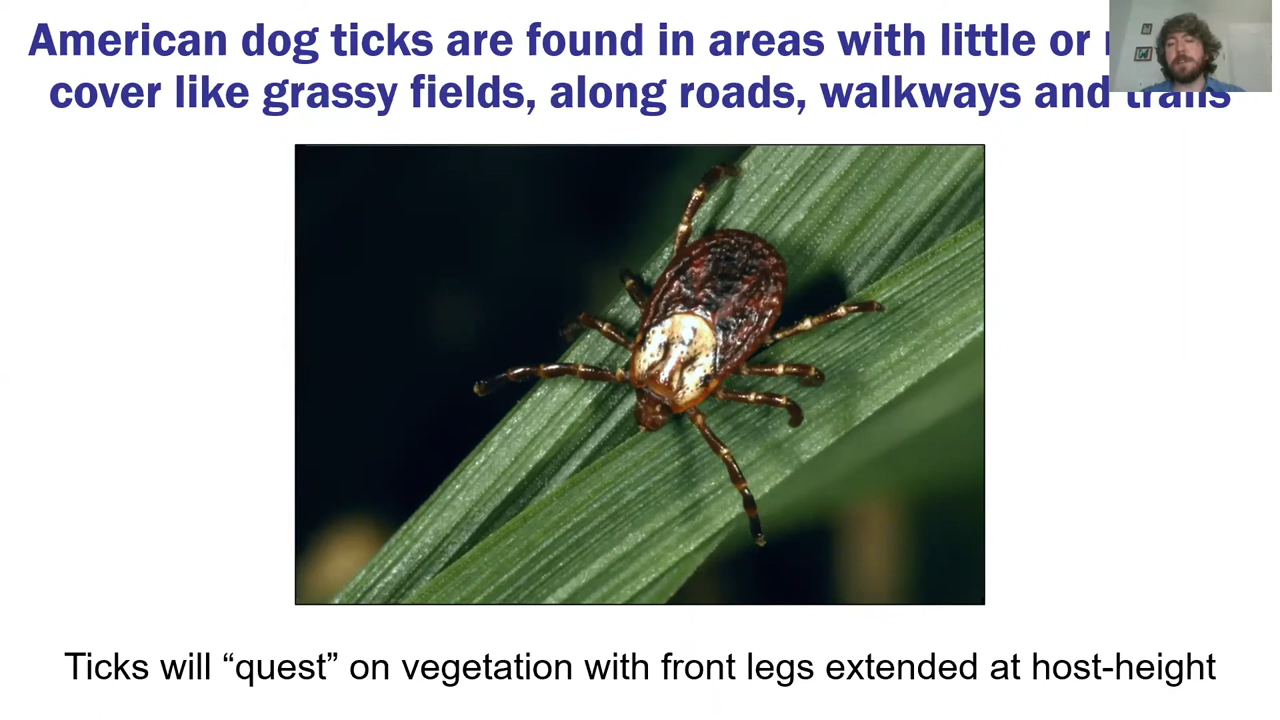 American dog ticks are found in areas with little or
cover like grassy fields, along roads, walkways and trails
Ticks will “quest” on vegetation with front legs extended at host-height